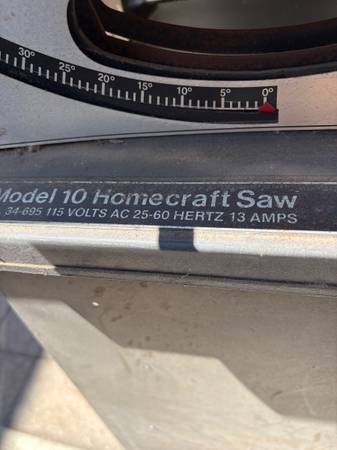 30° 25° 20° 15° 10° 5° 0°
Model 10 Homecraft Saw
34-695 115 VOLTS AC 25-60 HERTZ 13 AMPS